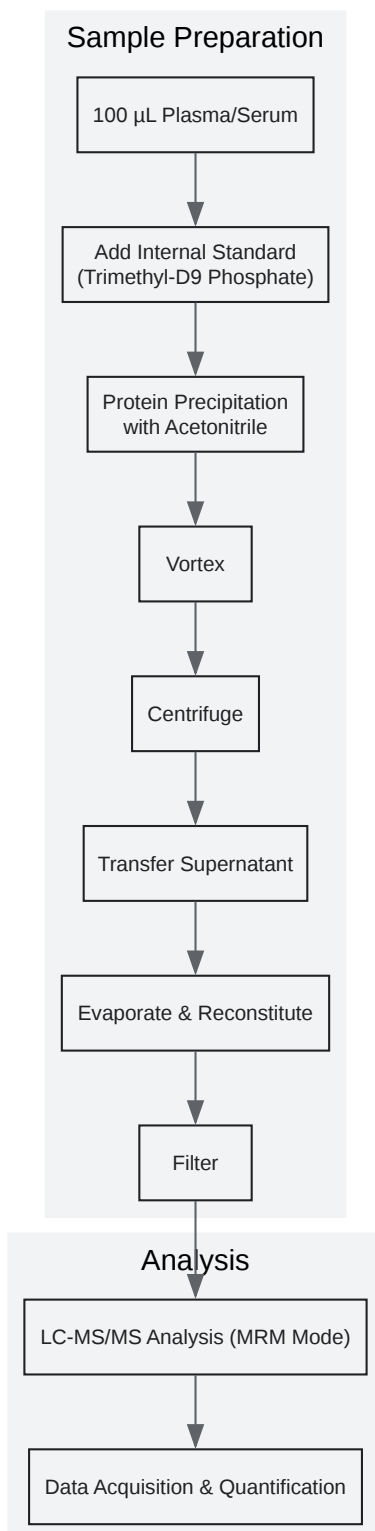 Sample Preparation
100 µL Plasma/Serum
Add Internal Standard
(Trimethyl-D9 Phosphate)
Protein Precipitation
with Acetonitrile
Vortex
Centrifuge
Transfer Supernatant
Evaporate & Reconstitute
Filter
Analysis
LC-MS/MS Analysis (MRM Mode)
Data Acquisition & Quantification